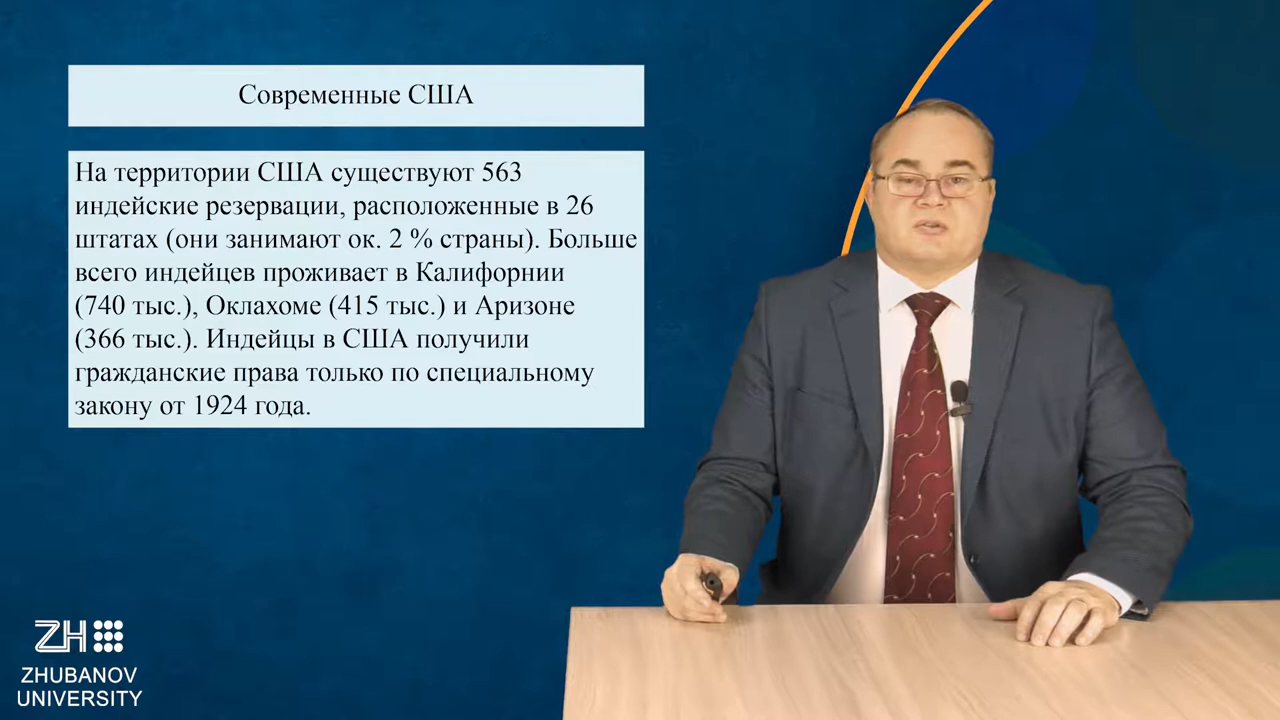 Современные США
На территории США существуют 563
индейские резервации, расположенные в 26
штатах (они занимают ок. 2 % страны). Больше
всего индейцев проживает в Калифорнии
(740 тыс.), Оклахоме (415 тыс.) и Аризоне
(366 тыс.). Индейцы в США получили
гражданские права только по специальному
закону от 1924 года.
ZH
ZHUBANOV
UNIVERSITY